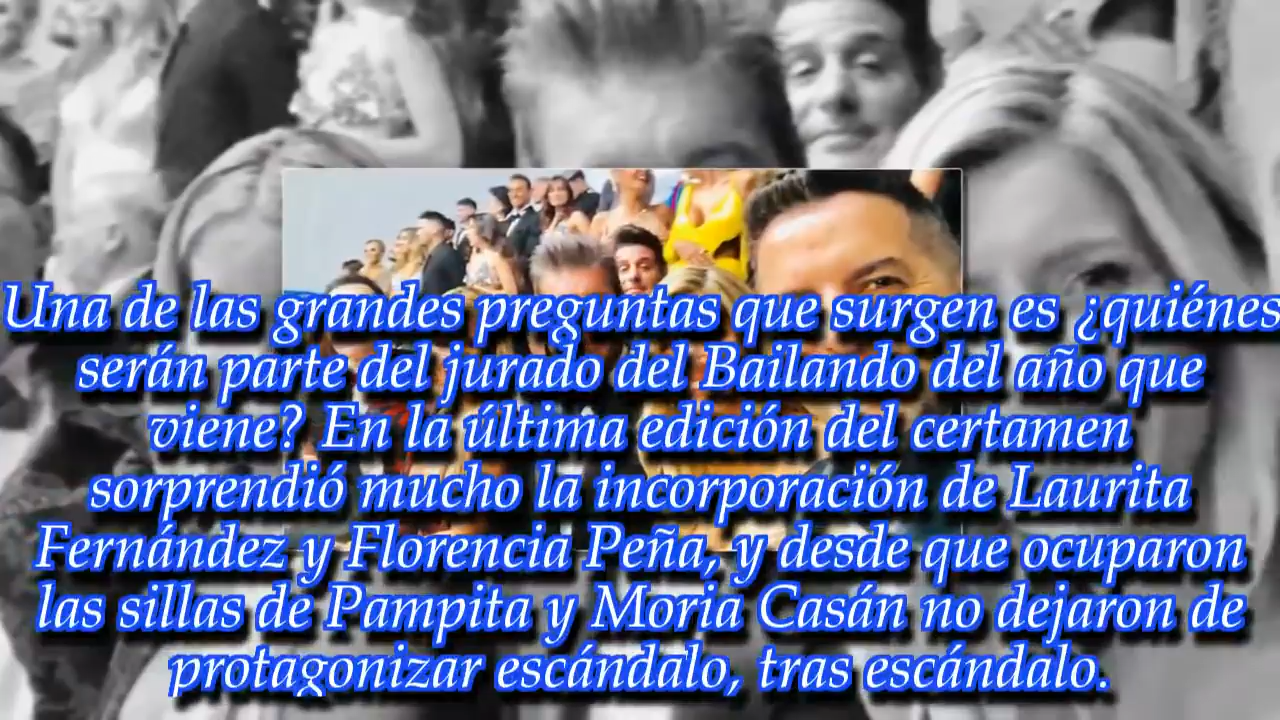 Una de las grandes preguntas que surgen es ¿quiénes
serán parte del jurado del Bailando del año que
viene? En la última edición del certamen
sorprendió mucho la incorporación de Laurita
Fernández y Florencia Peña, y desde que ocuparon
las sillas de Pampita y Moria Casán no dejaron de
protagonizar escándalo, tras escándalo.